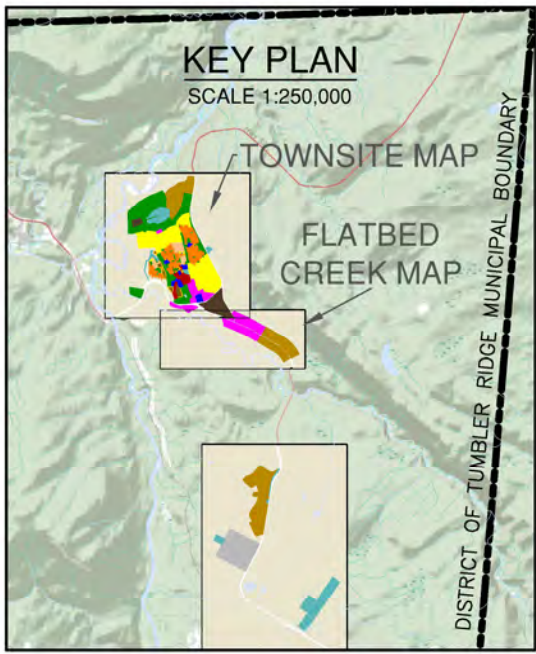 KEY PLAN
SCALE 1:250,000
TOWNSITE MAP
FLATBED
CREEK MAP
DISTRICT OF TUMBLER RIDGE MUNICIPAL BOUNDARY